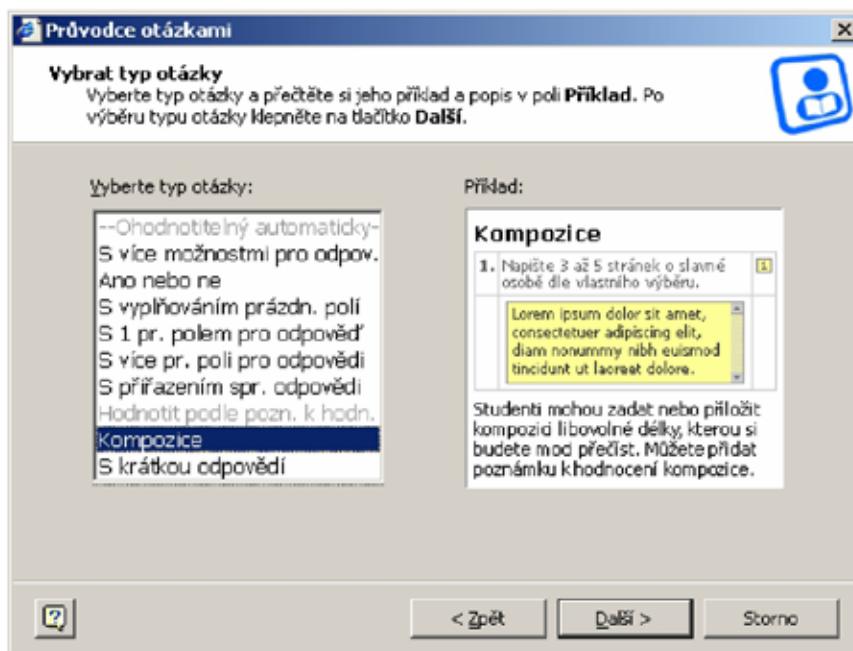 Průvodce otázkami
Vybrat typ otázky
Vyberte typ otázky a přečtěte si jeho příklad a popis v poli Příklad. Po
výběru typu otázky klepněte na tlačítko Další.
Vyberte typ otázky:
--Ohodnotitelný automaticky-
S více možnostmi pro odpov.
Ano nebo ne
S vyplňováním prázdn. polí
S 1 pr. polem pro odpověď
S více pr. poli pro odpovědi
S přiřazením spr. odpovědi
Hodnotit podle pozn. k hodn.
Kompozice
S krátkou odpovědí
Příklad:
Kompozice
1. Napište 3 až 5 stránek o slavné 1
osobě dle vlastního výběru.
Lorem ipsum dolor sit amet,
consectetuer adipiscing elit,
diam nonummy nibh euismod
tincidunt ut laoreet dolore.
Studenti mohou zadat nebo přiložit
kompozici libovolné délky, kterou si
budete moci přečíst. Můžete přidat
poznámku k hodnocení kompozice.
< Zpět
Další >
Storno